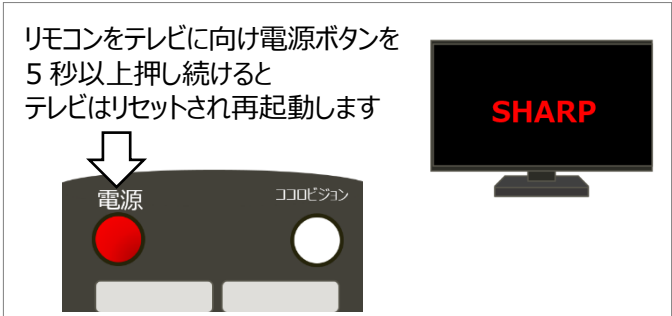 リモコンをテレビに向け電源ボタンを
5 秒以上押し続けると
テレビはリセットされ再起動します
SHARP
電源
ココロビジョン